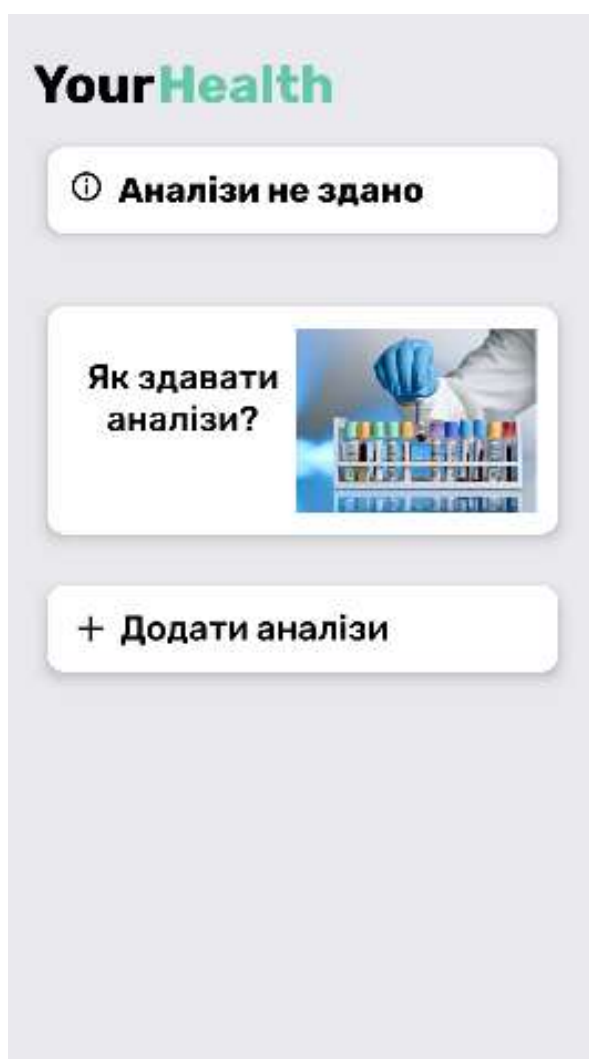 YourHealth
Аналізи не здано
Як здавати
аналізи?
+ Додати аналізи